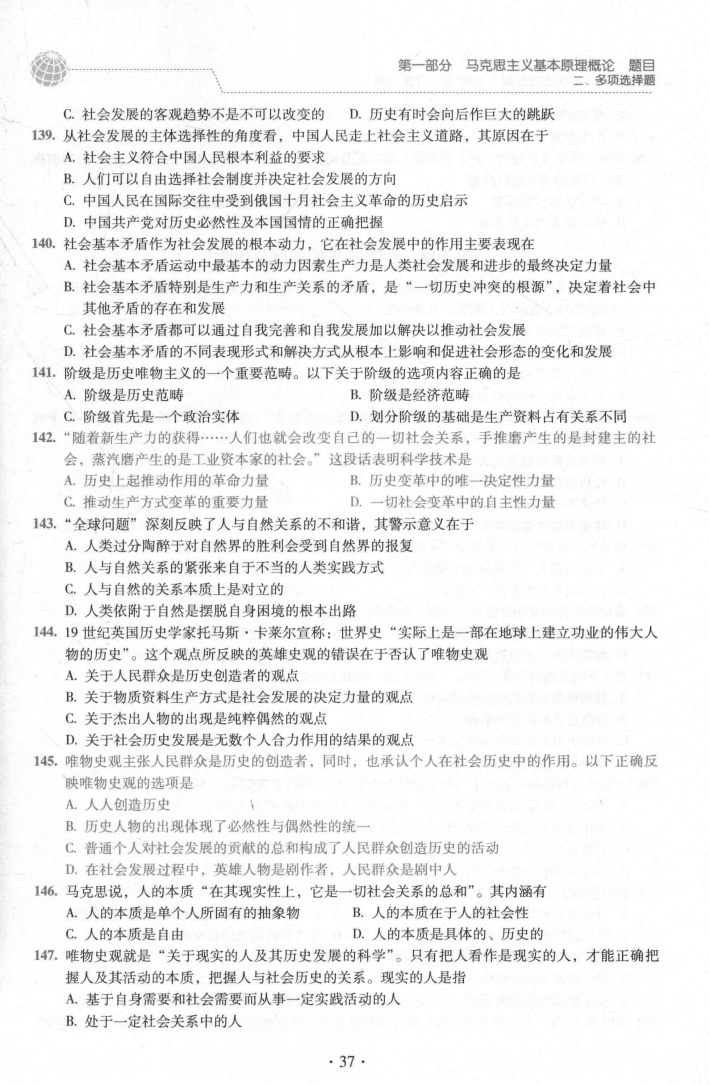 第一部分 马克思主义基本原理概论 题目
二、多项选择题
C. 社会发展的客观趋势不是不可以改变的 D. 历史有时会向后作巨大的跳跃
139. 从社会发展的主体选择性的角度看，中国人民走上社会主义道路，其原因在于
A. 社会主义符合中国人民根本利益的要求
B. 人们可以自由选择社会制度并决定社会发展的方向
C. 中国人民在国际交往中受到俄国十月社会主义革命的历史启示
D. 中国共产党对历史必然性及本国国情的正确把握
140. 社会基本矛盾作为社会发展的根本动力，它在社会发展中的作用主要表现在
A. 社会基本矛盾运动中最基本的动力因素生产力是人类社会发展和进步的最终决定力量
B. 社会基本矛盾特别是生产力和生产关系的矛盾，是“一切历史冲突的根源”，决定着社会中
其他矛盾的存在和发展
C. 社会基本矛盾都可以通过自我完善和自我发展加以解决以推动社会发展
D. 社会基本矛盾的不同表现形式和解决方式从根本上影响和促进社会形态的变化和发展
141. 阶级是历史唯物主义的一个重要范畴。以下关于阶级的选项内容正确的是
A. 阶级是历史范畴 B. 阶级是经济范畴
C. 阶级首先是一个政治实体 D. 划分阶级的基础是生产资料占有关系不同
142. “随着新生产力的获得……人们也就会改变自己的一切社会关系，手推磨产生的是封建主的社
会，蒸汽磨产生的是工业资本家的社会。”这段话表明科学技术是
A. 历史上起推动作用的革命力量 B. 历史变革中的唯一决定性力量
C. 推动生产方式变革的重要力量 D. 一切社会变革中的自主性力量
143. “全球问题”深刻反映了人与自然关系的不和谐，其警示意义在于
A. 人类过分陶醉于对自然界的胜利会受到自然界的报复
B. 人与自然关系的紧张来自于不当的人类实践方式
C. 人与自然的关系本质上是对立的
D. 人类依附于自然是摆脱自身困境的根本出路
144. 19 世纪英国历史学家托马斯·卡莱尔宣称：世界史“实际上是一部在地球上建立功业的伟大人
物的历史”。这个观点所反映的英雄史观的错误在于否认了唯物史观
A. 关于人民群众是历史创造者的观点
B. 关于物质资料生产方式是社会发展的决定力量的观点
C. 关于杰出人物的出现是纯粹偶然的观点
D. 关于社会历史发展是无数个人合力作用的结果的观点
145. 唯物史观主张人民群众是历史的创造者，同时，也承认个人在社会历史中的作用。以下正确反
映唯物史观的选项是
A. 人人创造历史
B. 历史人物的出现体现了必然性与偶然性的统一
C. 普通个人对社会发展的贡献的总和构成了人民群众创造历史的活动
D. 在社会发展过程中，英雄人物是剧作者，人民群众是剧中人
146. 马克思说，人的本质“在其现实性上，它是一切社会关系的总和”。其内涵有
A. 人的本质是单个人所固有的抽象物 B. 人的本质在于人的社会性
C. 人的本质是自由 D. 人的本质是具体的、历史的
147. 唯物史观就是“关于现实的人及其历史发展的科学”。只有把人看作是现实的人，才能正确把
握人及其活动的本质，把握人与社会历史的关系。现实的人是指
A. 基于自身需要和社会需要而从事一定实践活动的人
B. 处于一定社会关系中的人
· 37 ·